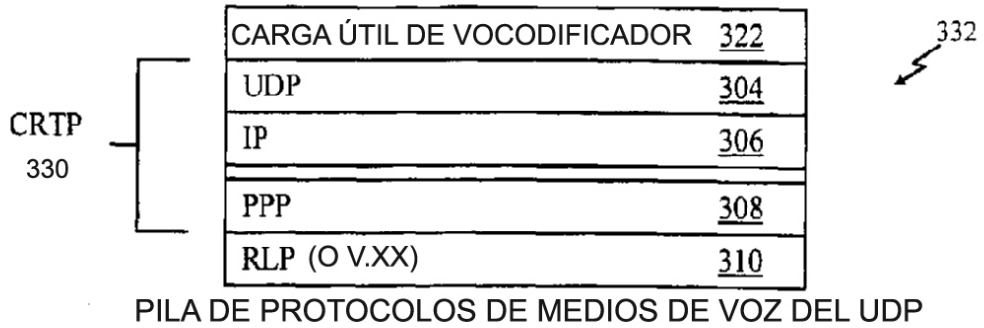 CARGA ÚTIL DE VOCODIFICADOR 322
332
UDP 304
CRTP
330
IP 306
PPP 308
RLP (O V.XX) 310
PILA DE PROTOCOLOS DE MEDIOS DE VOZ DEL UDP